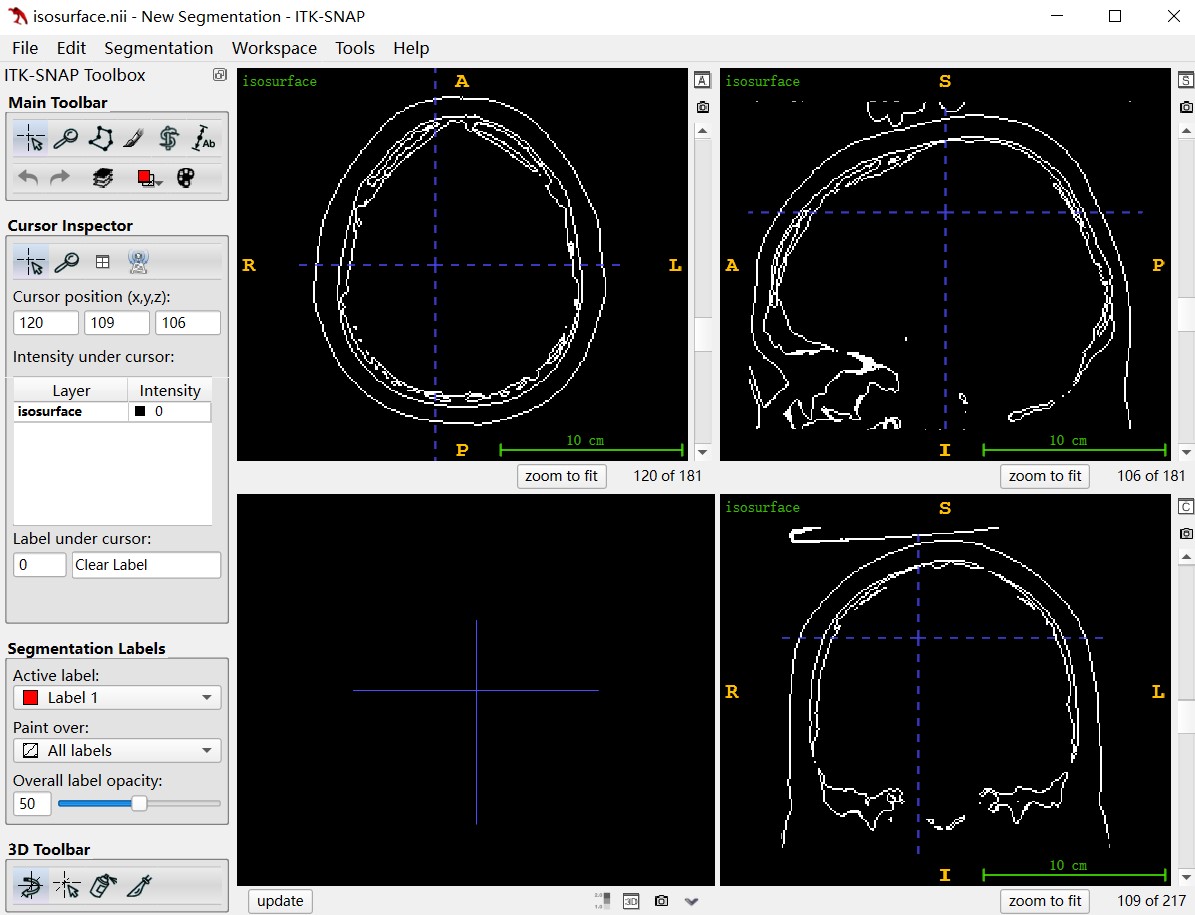 isosurface.nii - New Segmentation - ITK-SNAP
File Edit Segmentation Workspace Tools Help
ITK-SNAP Toolbox
Main Toolbar
Ab
Cursor Inspector
Cursor position (x,y,z):
120 109 106
Intensity under cursor:
Layer Intensity
isosurface 0
Label under cursor:
0 Clear Label
Segmentation Labels
Active label:
Label 1
Paint over:
All labels
Overall label opacity:
50
3D Toolbar
isosurface
A
R L
P
10 cm
A
zoom to fit 120 of 181
isosurface
S
A P
I
10 cm
S
zoom to fit 106 of 181
update
3D
isosurface
S
R L
I
10 cm
C
zoom to fit 109 of 217